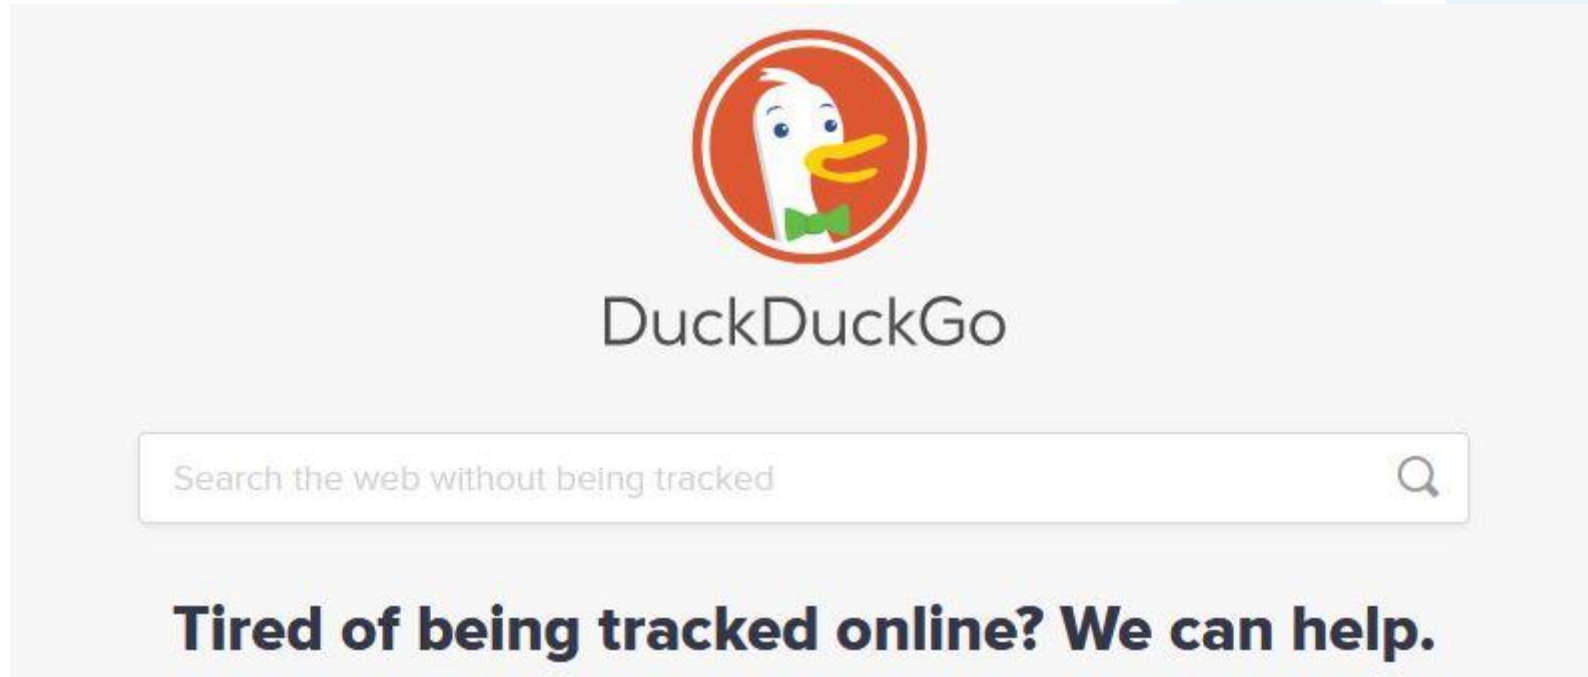 DuckDuckGo
Search the web without being tracked
Tired of being tracked online? We can help.